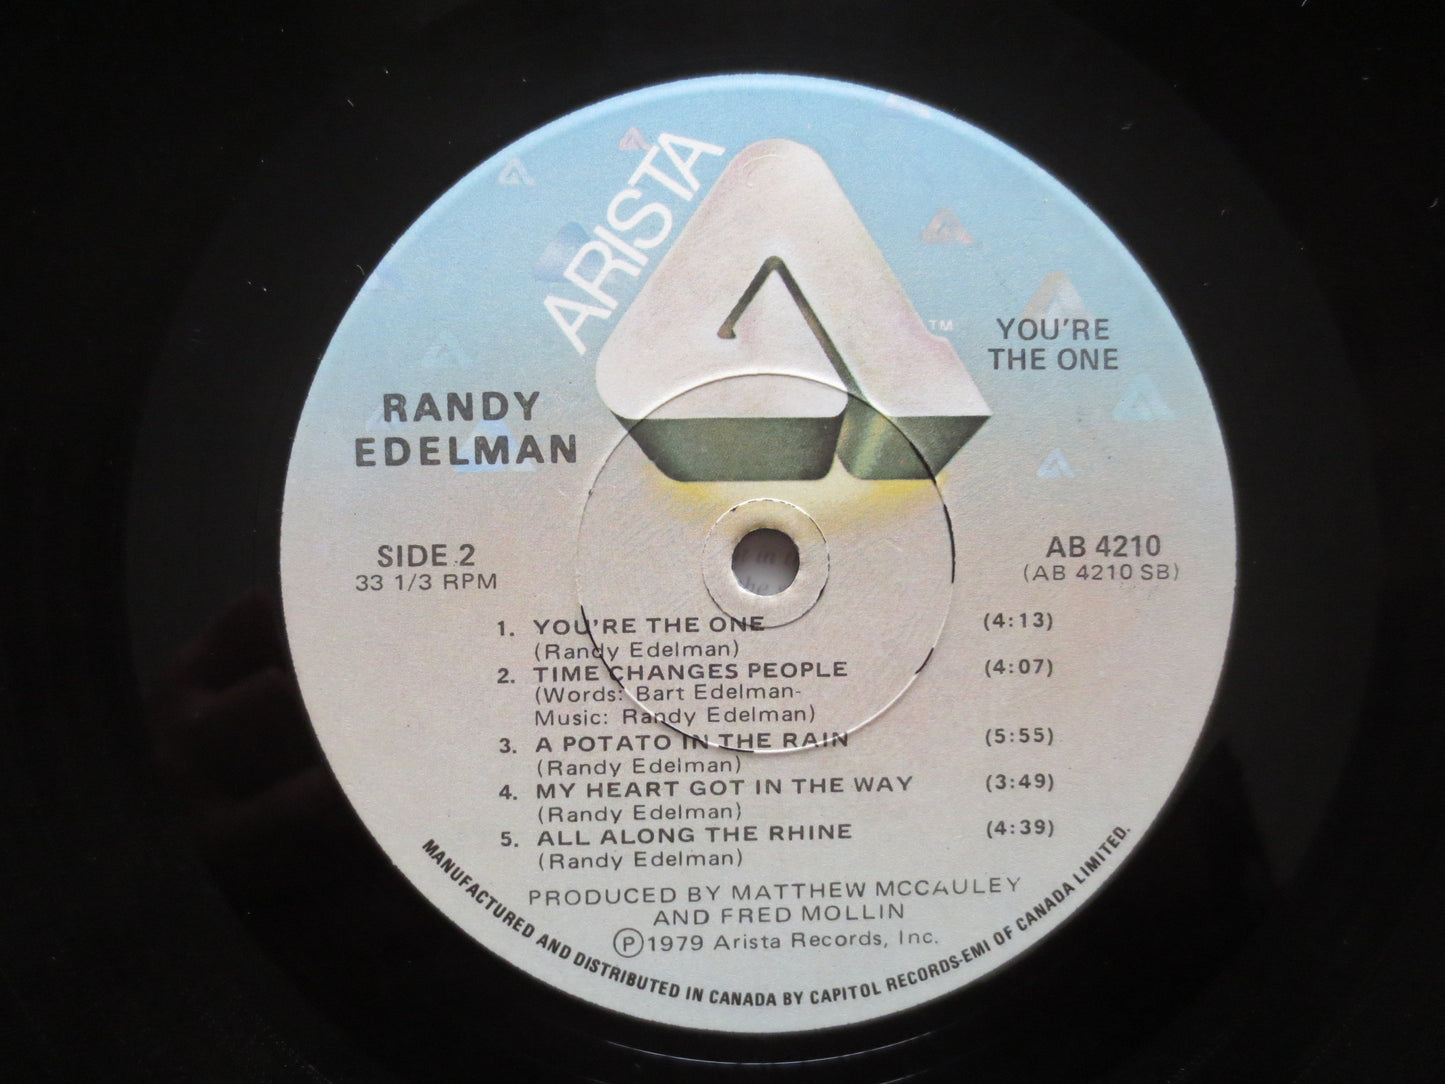 ARISTA
TM
YOU'RE
THE ONE
RANDY
EDELMAN
SIDE 2
33 1/3 RPM
AB 4210
(AB 4210 SB)
1. YOU'RE THE ONE (4:13)
(Randy Edelman)
2. TIME CHANGES PEOPLE (4:07)
(Words: Bart Edelman-
Music: Randy Edelman)
3. A POTATO IN THE RAIN (5:55)
(Randy Edelman)
4. MY HEART GOT IN THE WAY (3:49)
(Randy Edelman)
5. ALL ALONG THE RHINE (4:39)
(Randy Edelman)
PRODUCED BY MATTHEW MCCAULEY
AND FRED MOLLIN
Ⓟ1979 Arista Records, Inc.
MANUFACTURED AND DISTRIBUTED IN CANADA BY CAPITOL RECORDS-EMI OF CANADA LIMITED.